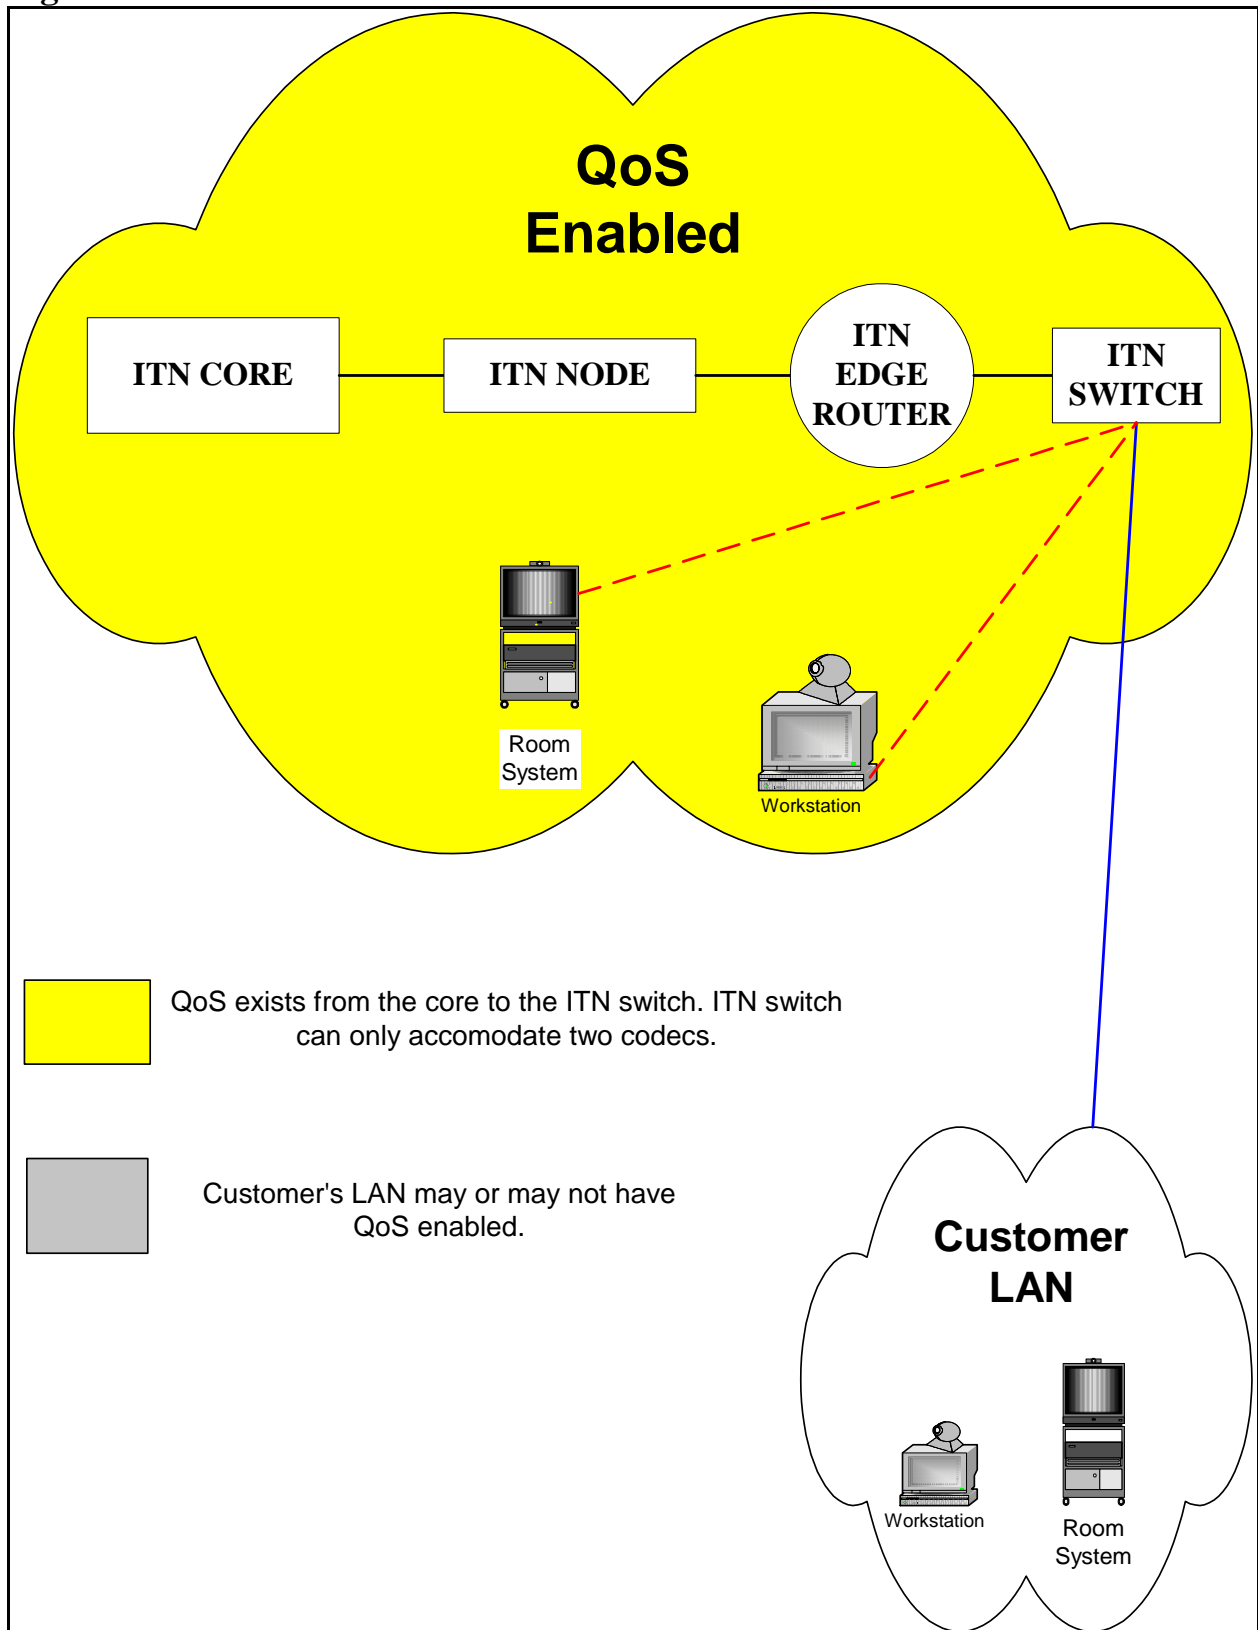 QoS
Enabled
ITN CORE
ITN NODE
ITN
EDGE
ROUTER
ITN
SWITCH
Room
System
Workstation
QoS exists from the core to the ITN switch. ITN switch
can only accomodate two codecs.
Customer's LAN may or may not have
QoS enabled.
Customer
LAN
Workstation
Room
System